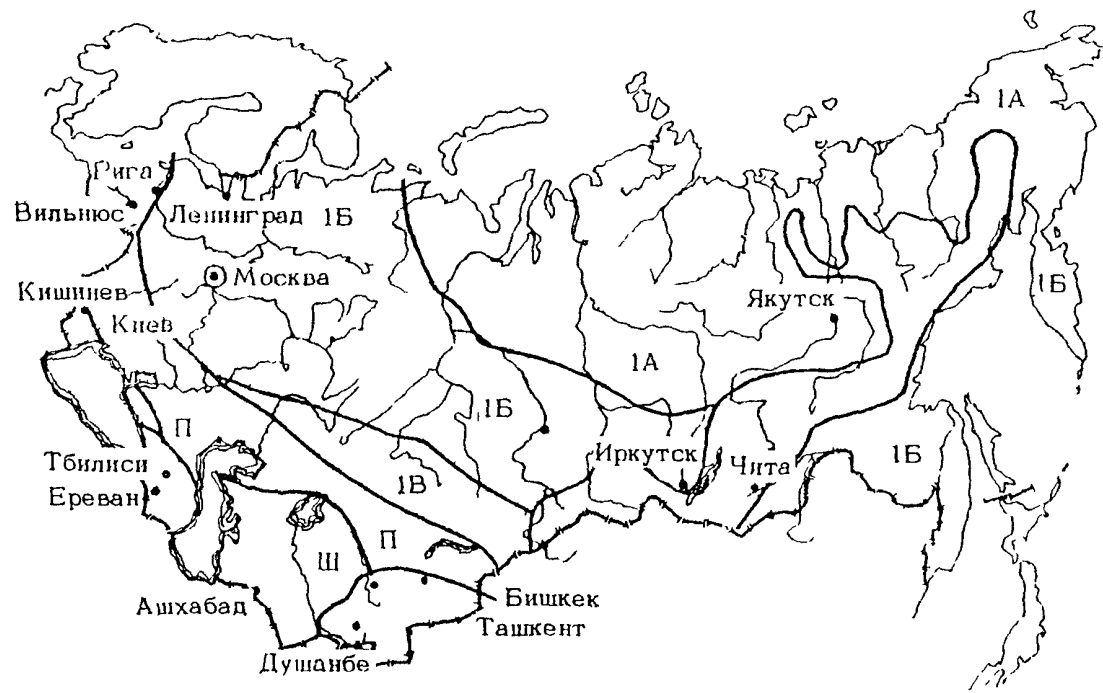 1А
Рига
Вильнюс
Ленинград
1Б
Москва
Кишинев
Киев
Якутск
1Б
1А
1Б
П
Тбилиси
Ереван
Иркутск
Чита
1Б
1В
П
Ш
Ашхабад
Бишкек
Ташкент
Душанбе